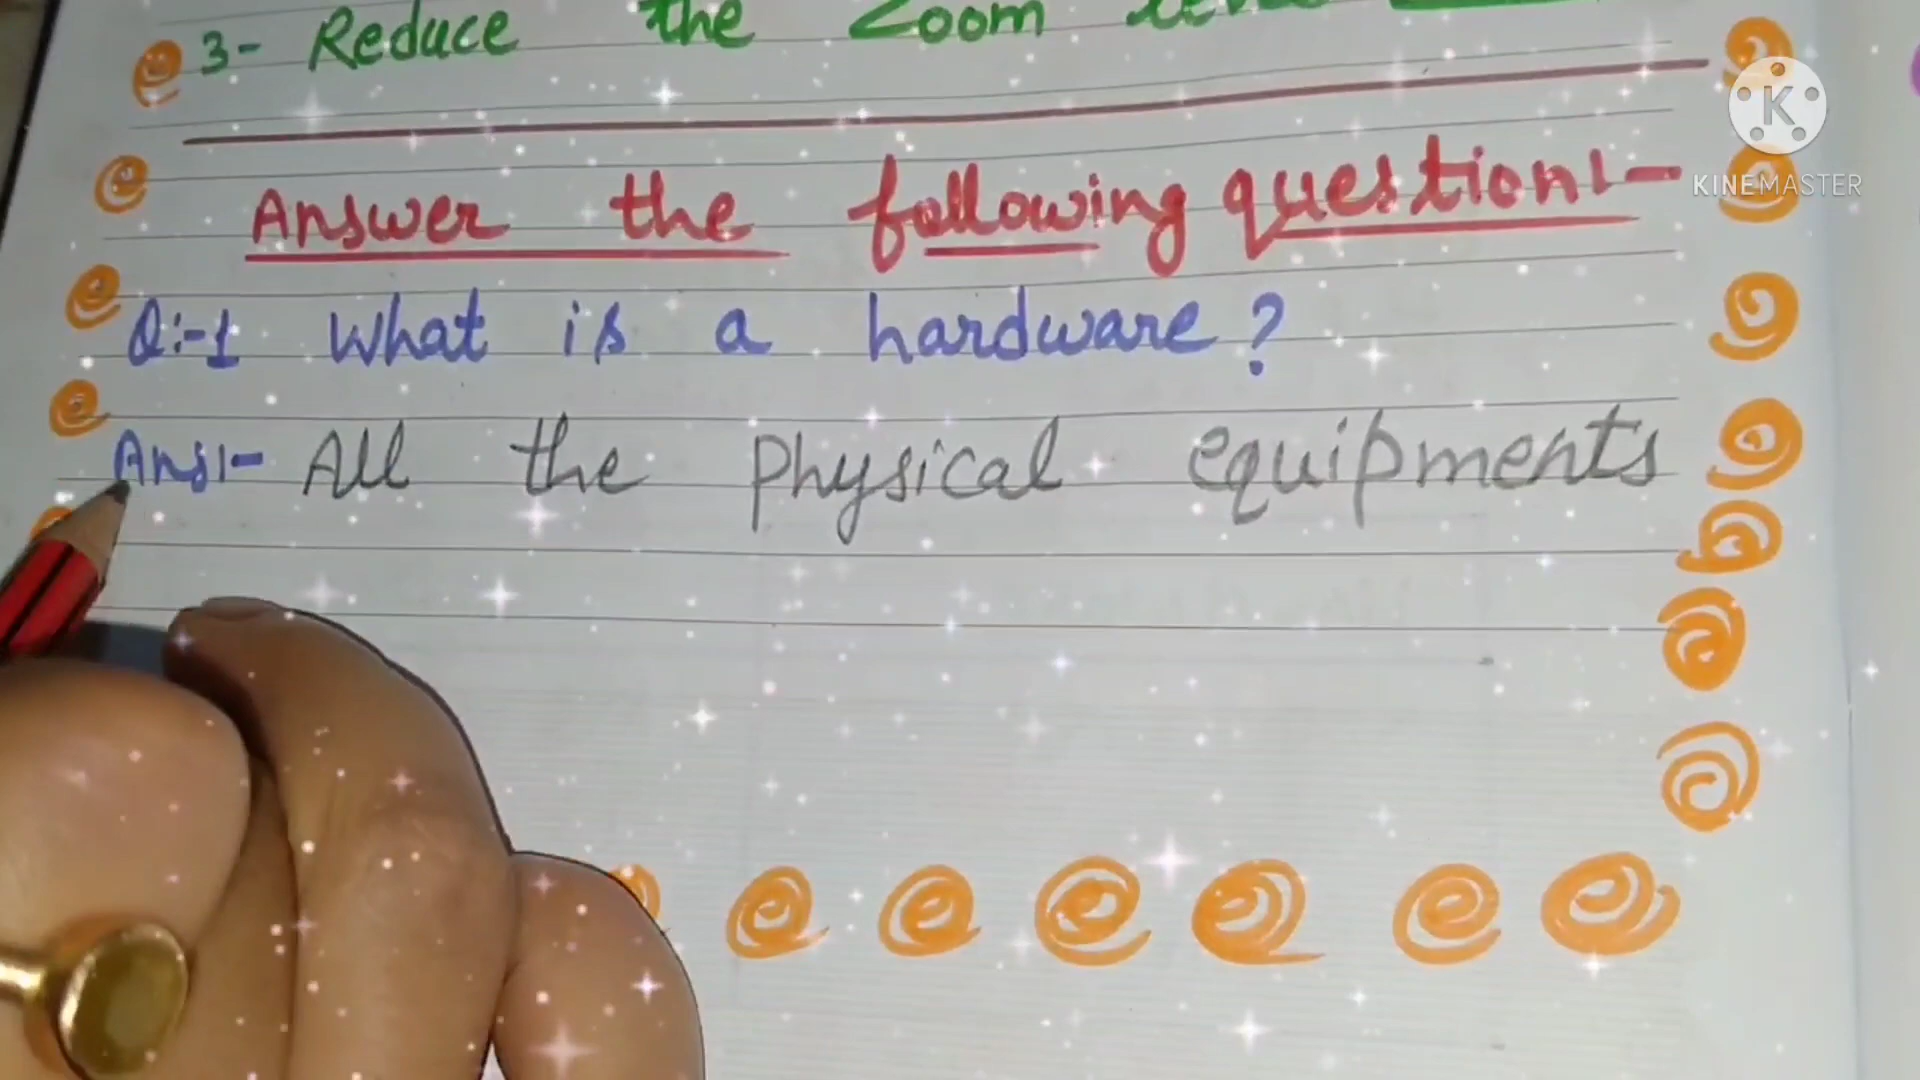 3- Reduce the Zoom
Answer the following question:-
Q:-1 What is a hardware?
Ans:- All the physical equipments
K
KINEMASTER